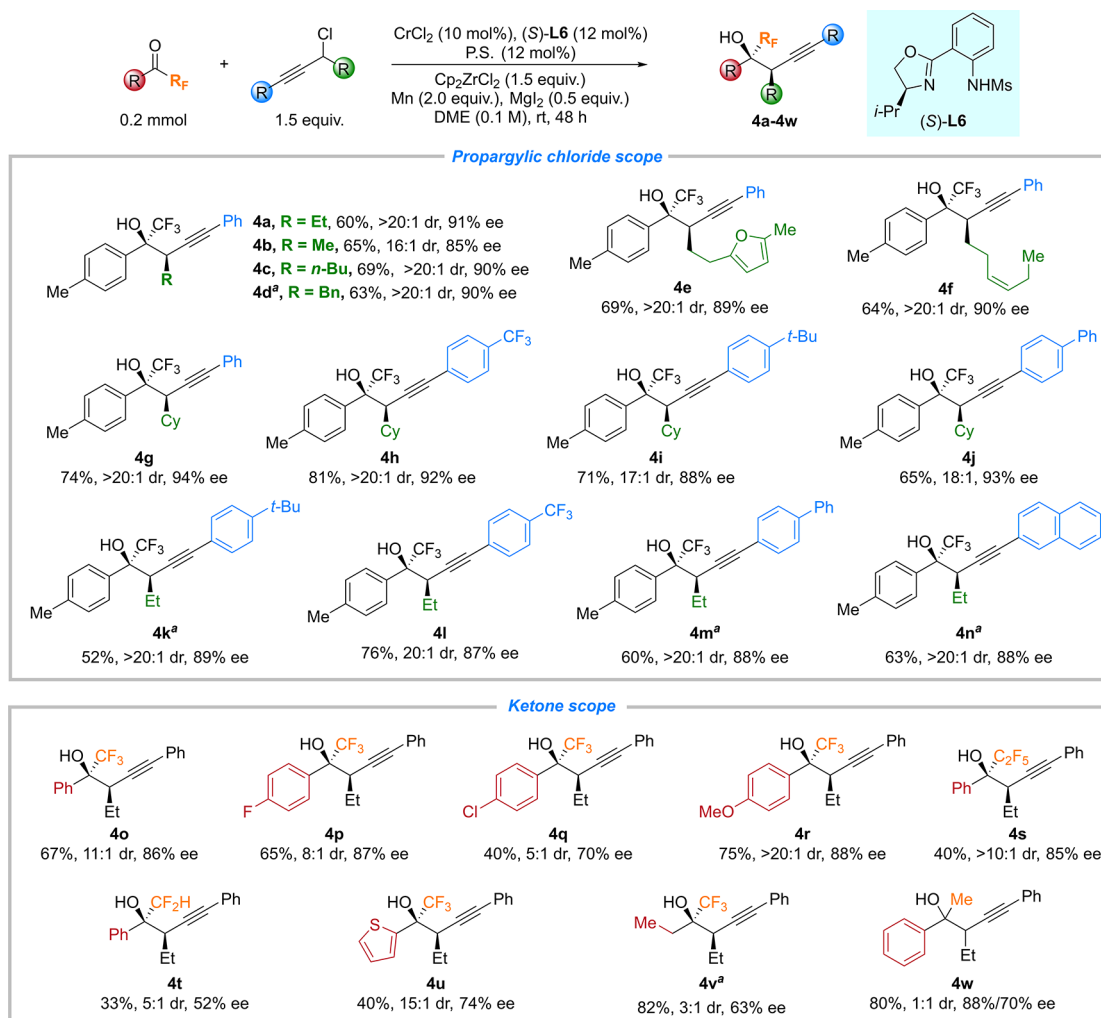 O
R
R_F
0.2 mmol
+
Cl
R
R
1.5 equiv.
CrCl₂ (10 mol%), (S)-L6 (12 mol%)
P.S. (12 mol%)
Cp₂ZrCl₂ (1.5 equiv.)
Mn (2.0 equiv.), MgI₂ (0.5 equiv.)
DME (0.1 M), rt, 48 h
HO R_F R
R
R
4a-4w
O
N
NHMs
i-Pr
(S)-L6
Propargylic chloride scope
HO CF₃ Ph
Me R
4a, R = Et, 60%, >20:1 dr, 91% ee
4b, R = Me, 65%, 16:1 dr, 85% ee
4c, R = n-Bu, 69%, >20:1 dr, 90% ee
4dᵃ, R = Bn, 63%, >20:1 dr, 90% ee
HO CF₃ Ph
O Me
Me
4e
69%, >20:1 dr, 89% ee
HO CF₃ Ph
Me
Me
4f
64%, >20:1 dr, 90% ee
HO CF₃ Ph
Me Cy
4g
74%, >20:1 dr, 94% ee
CF₃
HO CF₃
Me Cy
4h
81%, >20:1 dr, 92% ee
t-Bu
HO CF₃
Me Cy
4i
71%, 17:1 dr, 88% ee
Ph
HO CF₃
Me Cy
4j
65%, 18:1, 93% ee
t-Bu
HO CF₃
Me Et
4kᵃ
52%, >20:1 dr, 89% ee
CF₃
HO CF₃
Me Et
4l
76%, 20:1 dr, 87% ee
Ph
HO CF₃
Me Et
4mᵃ
60%, >20:1 dr, 88% ee
HO CF₃
Me Et
4nᵃ
63%, >20:1 dr, 88% ee
Ketone scope
HO CF₃ Ph
Ph Et
4o
67%, 11:1 dr, 86% ee
HO CF₃ Ph
F Et
4p
65%, 8:1 dr, 87% ee
HO CF₃ Ph
Cl Et
4q
40%, 5:1 dr, 70% ee
HO CF₃ Ph
MeO Et
4r
75%, >20:1 dr, 88% ee
HO C₂F₅ Ph
Ph Et
4s
40%, >10:1 dr, 85% ee
HO CF₂H Ph
Ph Et
4t
33%, 5:1 dr, 52% ee
HO CF₃ Ph
S Et
4u
40%, 15:1 dr, 74% ee
HO CF₃ Ph
Me Et
4vᵃ
82%, 3:1 dr, 63% ee
HO Me Ph
Et
4w
80%, 1:1 dr, 88%/70% ee